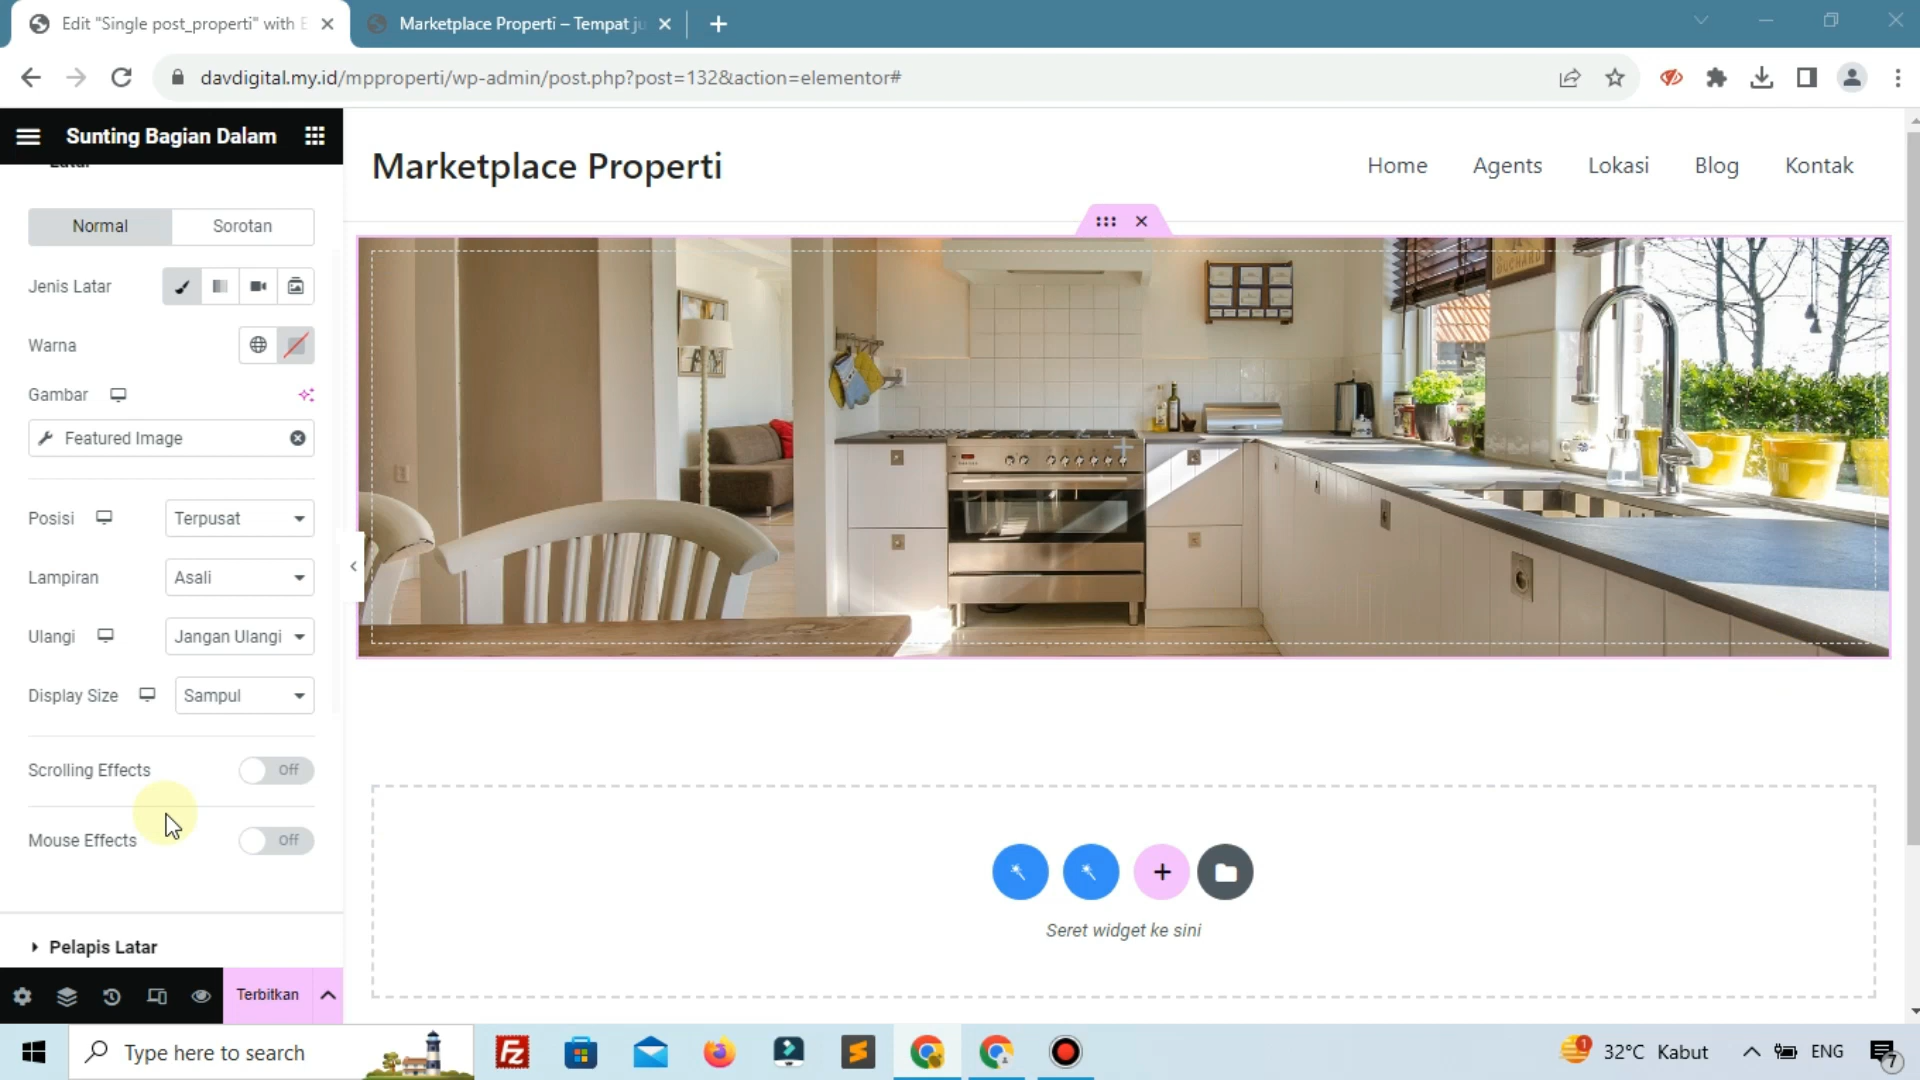 Edit "Single post_properti" with E
Marketplace Properti – Tempat ju
davdigital.my.id/mpproperti/wp-admin/post.php?post=132&action=elementor#
Sunting Bagian Dalam
Latar
Normal
Sorotan
Jenis Latar
Warna
Gambar
Featured Image
Posisi
Terpusat
Lampiran
Asali
Ulangi
Jangan Ulangi
Display Size
Sampul
Scrolling Effects
Off
Mouse Effects
Off
Pelapis Latar
Terbitkan
Marketplace Properti
Home
Agents
Lokasi
Blog
Kontak
Seret widget ke sini
Type here to search
1
32°C Kabut
ENG
7